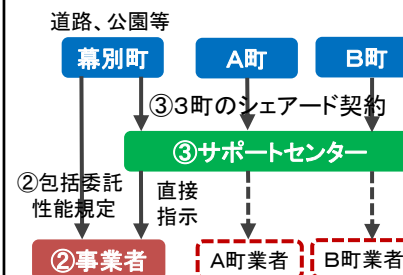 道路、公園等
幕別町
A町
B町
③3町のシェアード契約
③サポートセンター
②包括委託
性能規定
直接
指示
②事業者
A町業者
B町業者